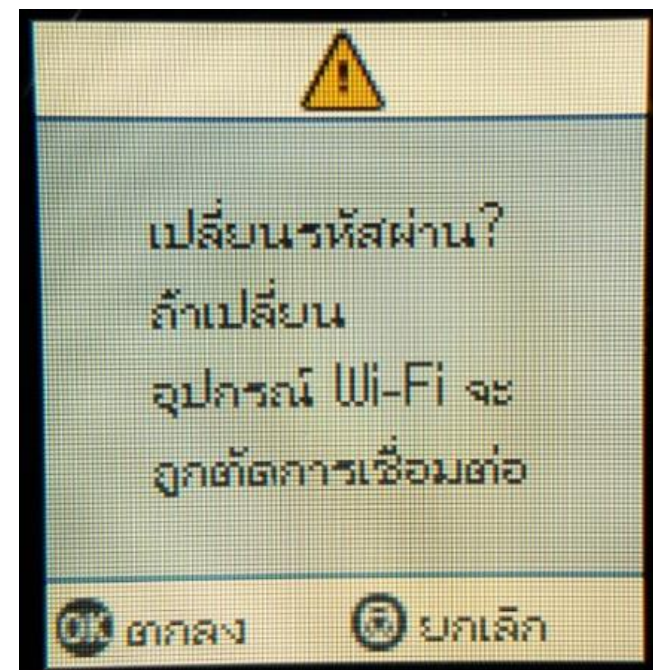 เปลี่ยนรหัสผ่าน?
ถ้าเปลี่ยน
อุปกรณ์ Wi-Fi จะ
ถูกตัดการเชื่อมต่อ
OK ตกลง ยกเลิก